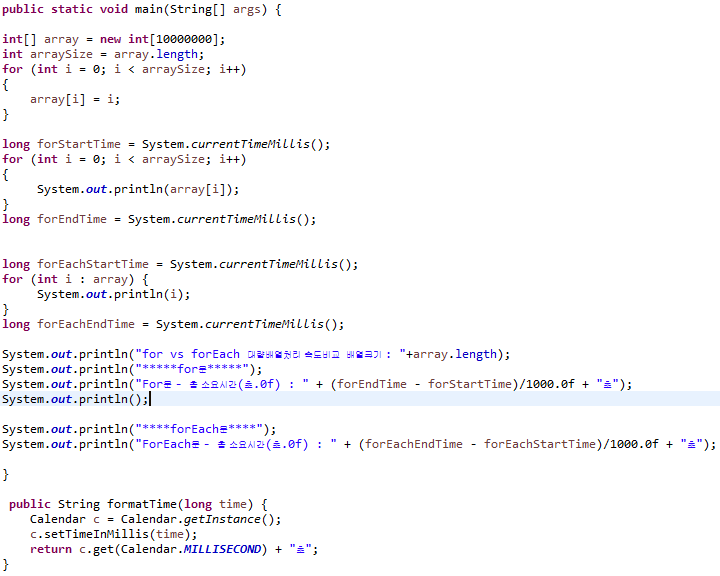 public static void main(String[] args) {
int[] array = new int[10000000];
int arraySize = array.length;
for (int i = 0; i < arraySize; i++)
{
array[i] = i;
}
long forStartTime = System.currentTimeMillis();
for (int i = 0; i < arraySize; i++)
{
System.out.println(array[i]);
}
long forEndTime = System.currentTimeMillis();
long forEachStartTime = System.currentTimeMillis();
for (int i : array) {
System.out.println(i);
}
long forEachEndTime = System.currentTimeMillis();
System.out.println("for vs forEach 대량배열처리 속도비교 배열크기 : "+array.length);
System.out.println("*****for문*****");
System.out.println("For문 - 총 소요시간(초.0f) : " + (forEndTime - forStartTime)/1000.0f + "초");
System.out.println();
System.out.println("****forEach문****");
System.out.println("ForEach문 - 총 소요시간(초.0f) : " + (forEachEndTime - forEachStartTime)/1000.0f + "초");
}
public String formatTime(long time) {
Calendar c = Calendar.getInstance();
c.setTimeInMillis(time);
return c.get(Calendar.MILLISECOND) + "초";
}